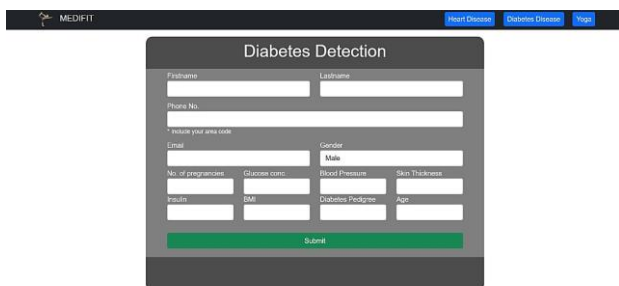 MEDIFIT
Heart Disease Diabetes Disease Yoga
Diabetes Detection
Firstname Lastname
Phone No.
* include your area code
Email Gender
Male
No. of pregnancies Glucose conc. Blood Pressure Skin Thickness
Insulin BMI Diabetes Pedigree Age
Submit